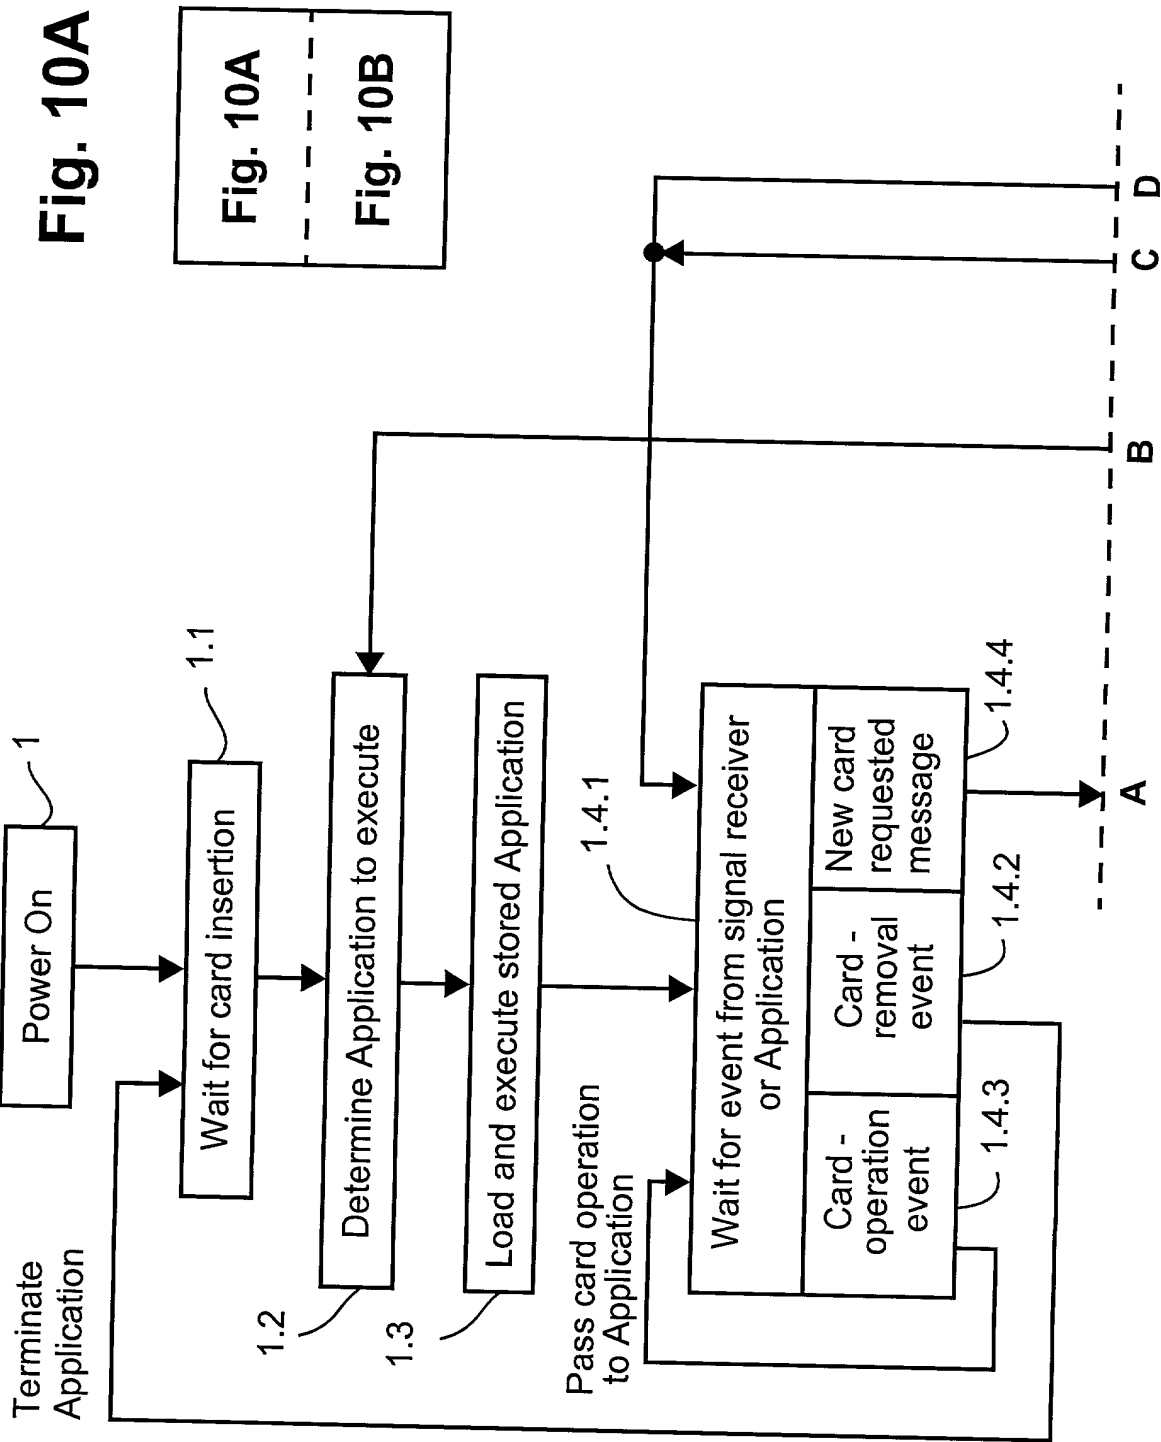 Fig. 10A
Fig. 10A
Fig. 10B
Power On
1
Terminate
Application
Wait for card insertion
1.1
Determine Application to execute
1.2
Load and execute stored Application
1.3
Pass card operation
to Application
1.4.1
Wait for event from signal receiver
or Application
Card -
operation
event
Card -
removal
event
New card
requested
message
1.4.3
1.4.2
1.4.4
A
B
C
D